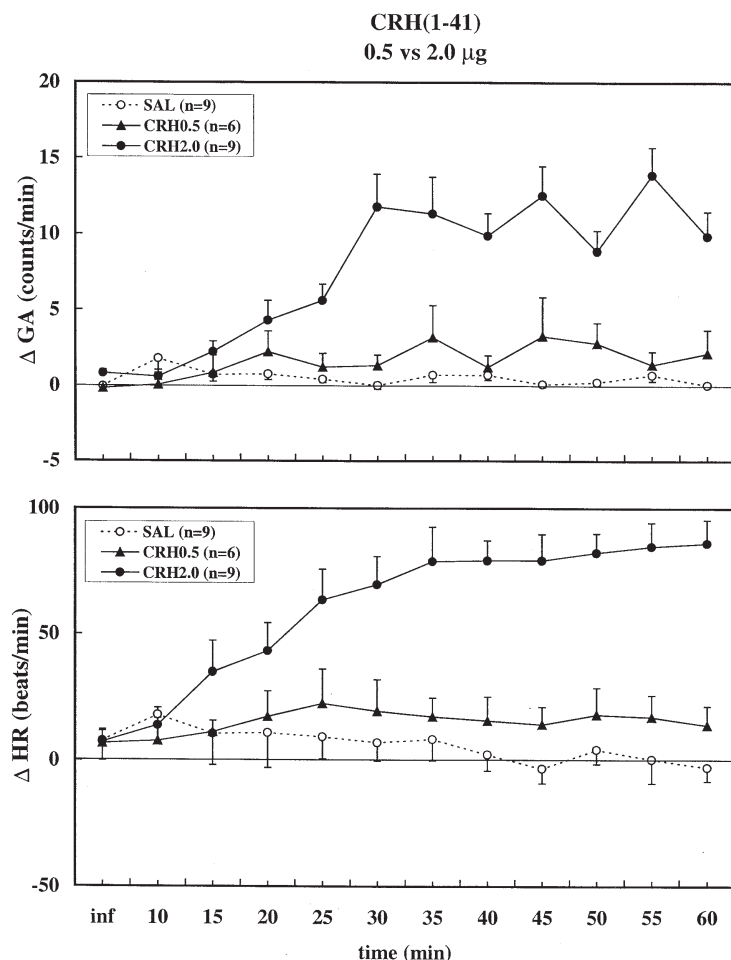 CRH(1-41)
0.5 vs 2.0 µg
20
15
10
5
0
-5
Δ GA (counts/min)
SAL (n=9)
CRH0.5 (n=6)
CRH2.0 (n=9)
100
50
0
-50
Δ HR (beats/min)
SAL (n=9)
CRH0.5 (n=6)
CRH2.0 (n=9)
inf 10 15 20 25 30 35 40 45 50 55 60
time (min)